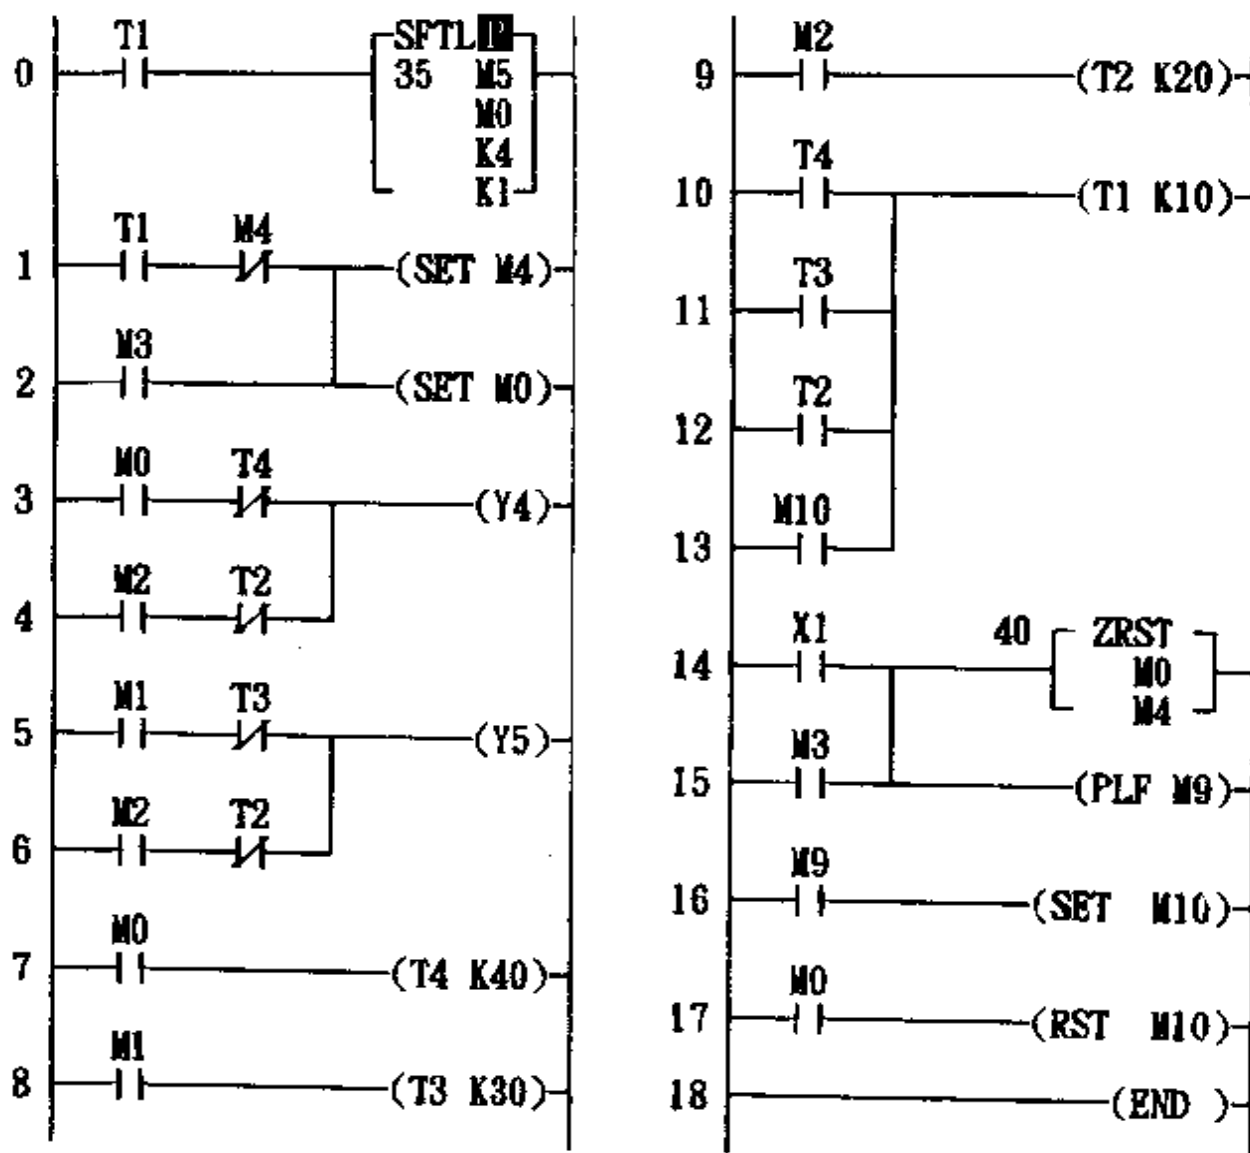 T1
SFTL P
0 35 M5
M0
K4
K1
T1 M4
1 (SET M4)
M3
2 (SET M0)
M0 T4
3 (Y4)
M2 T2
4
M1 T3
5 (Y5)
M2 T2
6
M0
7 (T4 K40)
M1
8 (T3 K30)
M2
9 (T2 K20)
T4
10 (T1 K10)
T3
11
T2
12
M10
13
X1 40 ZRST
14 M0
M4
M3
15 (PLF M9)
M9
16 (SET M10)
M0
17 (RST M10)
18 (END )